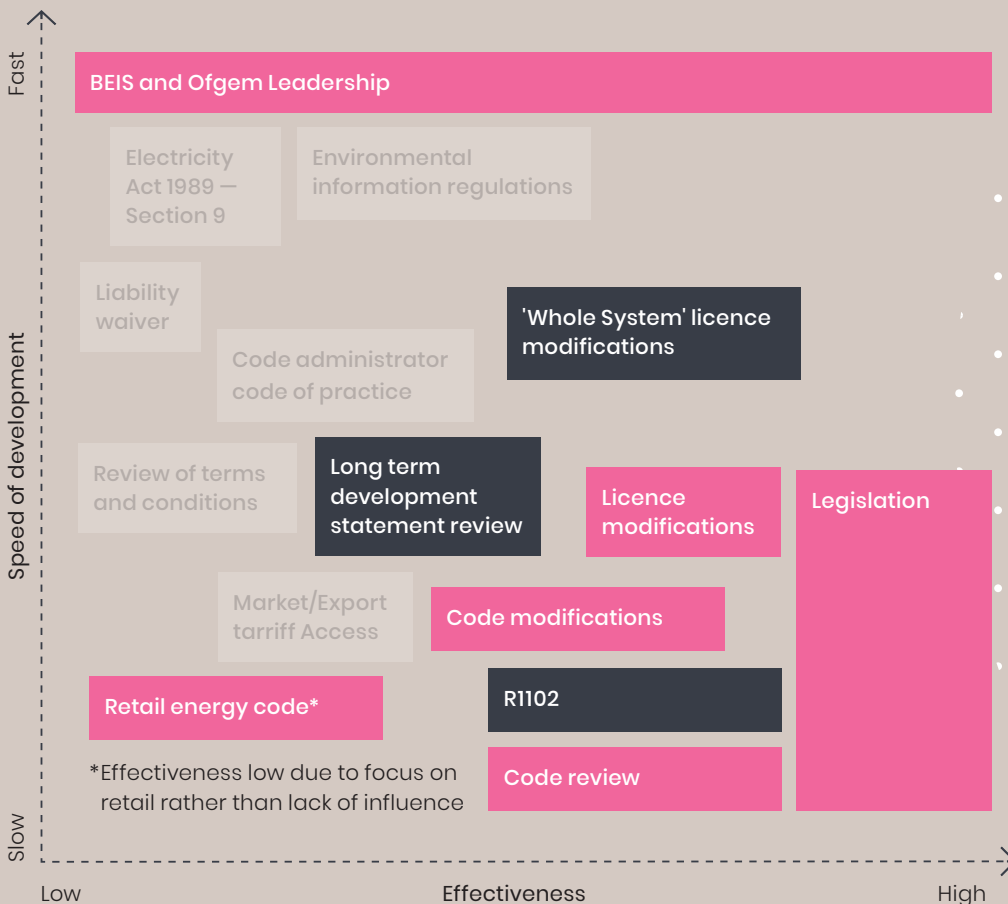 Fast
BEIS and Ofgem Leadership
Electricity
Act 1989 —
Section 9
Environmental
information regulations
Liability
waiver
'Whole System' licence
modifications
Code administrator
code of practice
Speed of development
Review of terms
and conditions
Long term
development
statement review
Licence
modifications
Legislation
Market/Export
tarriff Access
Code modifications
Retail energy code*
R1102
*Effectiveness low due to focus on
retail rather than lack of influence
Code review
Slow
Low
Effectiveness
High